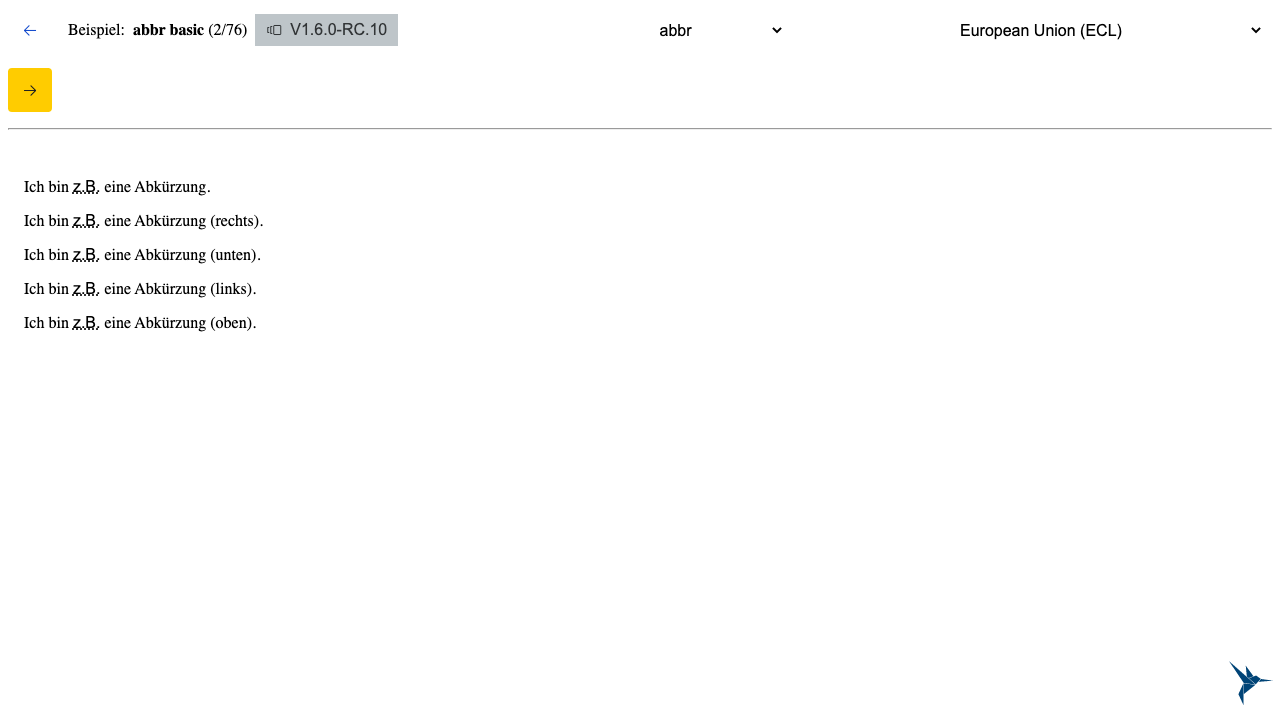 Beispiel: abbr basic (2/76) V1.6.0-RC.10 abbr European Union (ECL)
Ich bin z.B. eine Abkürzung.
Ich bin z.B. eine Abkürzung (rechts).
Ich bin z.B. eine Abkürzung (unten).
Ich bin z.B. eine Abkürzung (links).
Ich bin z.B. eine Abkürzung (oben).